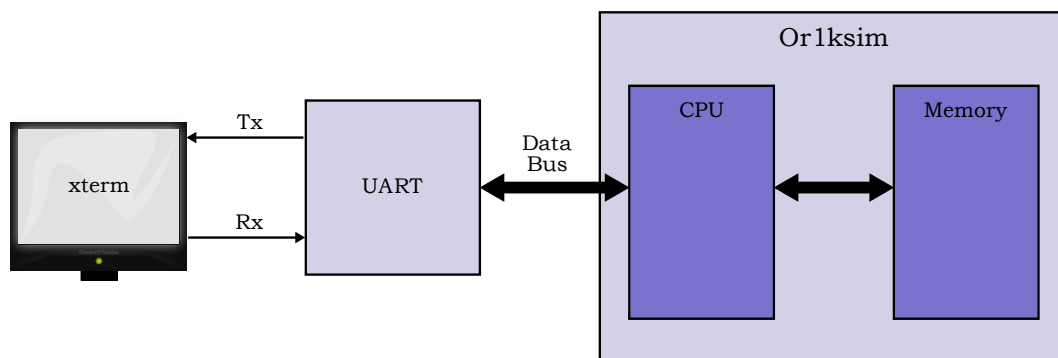 Or1ksim
CPU
Memory
Tx
Data
Bus
xterm
UART
Rx